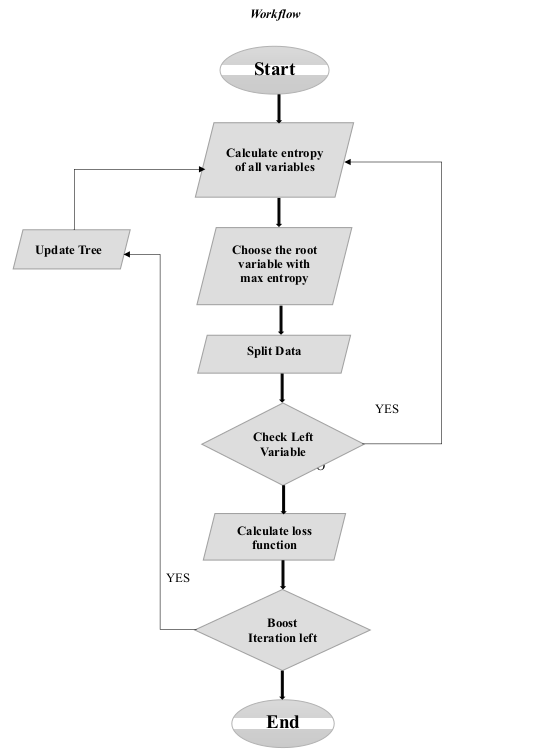 Workflow
Start
Calculate entropy
of all variables
Update Tree
Choose the root
variable with
max entropy
Split Data
YES
Check Left
Variable
Calculate loss
function
YES
Boost
Iteration left
End